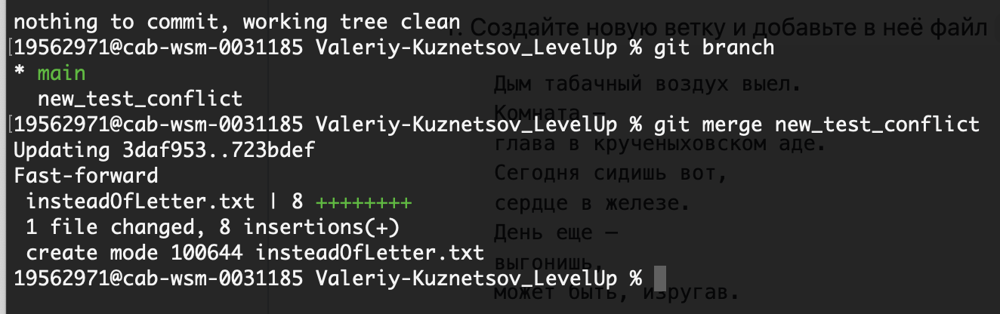 nothing to commit, working tree clean
1. Создайте новую ветку и добавьте в неё файл
[19562971@cab-wsm-0031185 Valeriy-Kuznetsov_LevelUp % git branch
* main
new_test_conflict
[19562971@cab-wsm-0031185 Valeriy-Kuznetsov_LevelUp % git merge new_test_conflict
Updating 3daf953..723bdef
Fast-forward
insteadOfLetter.txt | 8 ++++++++
1 file changed, 8 insertions(+)
create mode 100644 insteadOfLetter.txt
19562971@cab-wsm-0031185 Valeriy-Kuznetsov_LevelUp %
Дым табачный воздух выел.
Комната —
глава в крученыховском аде.
Сегодня сидишь вот,
сердце в железе.
День еще —
выгонишь,
может быть, изругав.